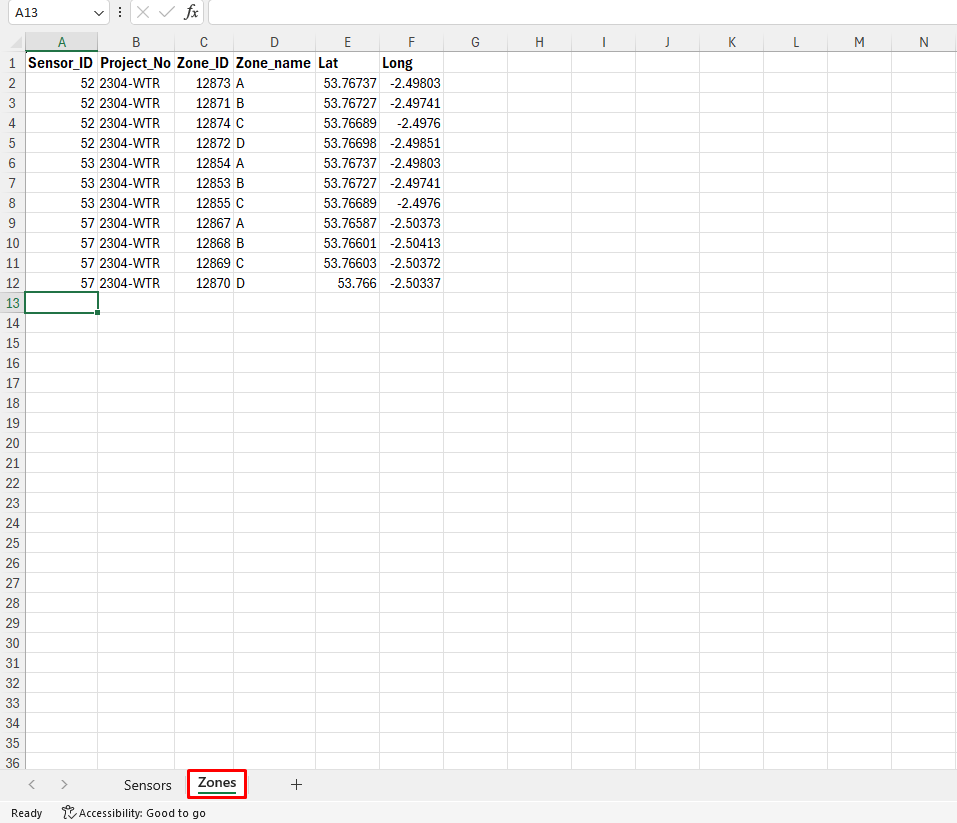 A13 fx
A B C D E F G H I J K L M N
1 Sensor_ID Project_No Zone_ID Zone_name Lat Long
2 52 2304-WTR 12873 A 53.76737 -2.49803
3 52 2304-WTR 12871 B 53.76727 -2.49741
4 52 2304-WTR 12874 C 53.76689 -2.4976
5 52 2304-WTR 12872 D 53.76698 -2.49851
6 53 2304-WTR 12854 A 53.76737 -2.49803
7 53 2304-WTR 12853 B 53.76727 -2.49741
8 53 2304-WTR 12855 C 53.76689 -2.4976
9 57 2304-WTR 12867 A 53.76587 -2.50373
10 57 2304-WTR 12868 B 53.76601 -2.50413
11 57 2304-WTR 12869 C 53.76603 -2.50372
12 57 2304-WTR 12870 D 53.766 -2.50337
13
14
15
16
17
18
19
20
21
22
23
24
25
26
27
28
29
30
31
32
33
34
35
36
Sensors Zones
Ready Accessibility: Good to go